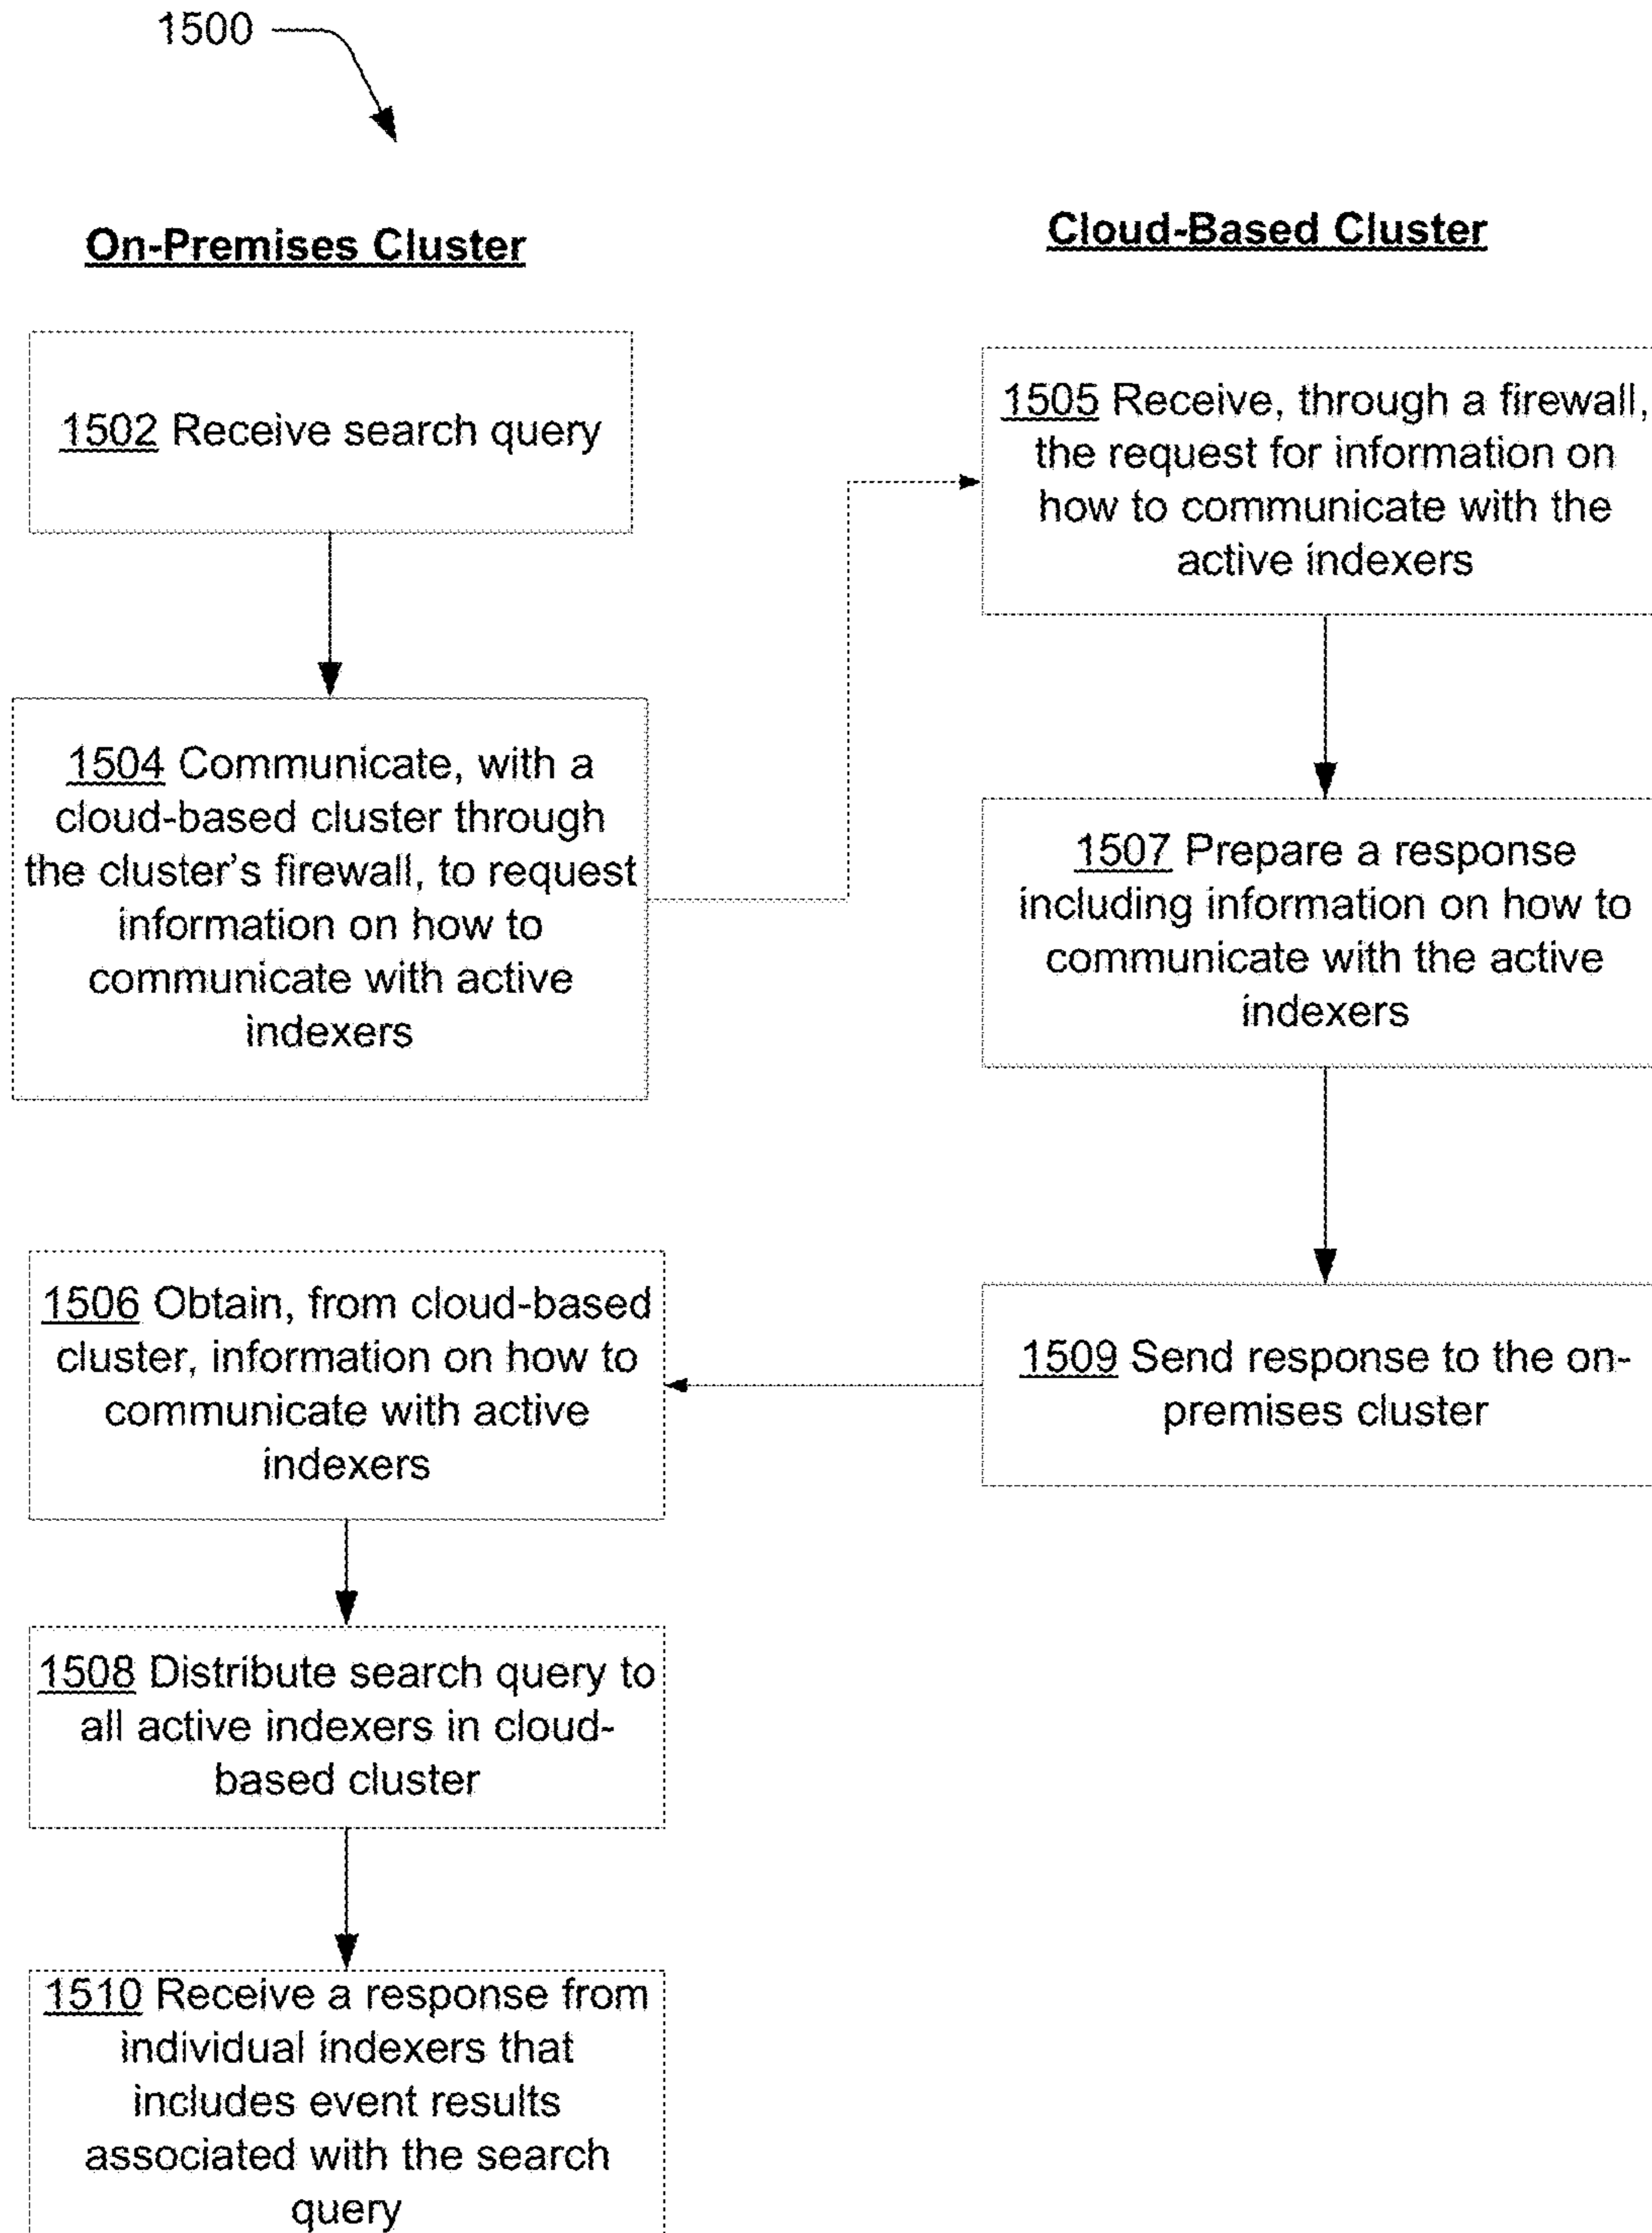 1500
On-Premises Cluster
1502 Receive search query
1504 Communicate, with a
cloud-based cluster through
the cluster's firewall, to request
information on how to
communicate with active
indexers
1506 Obtain, from cloud-based
cluster, information on how to
communicate with active
indexers
1508 Distribute search query to
all active indexers in cloud-
based cluster
1510 Receive a response from
individual indexers that
includes event results
associated with the search
query
Cloud-Based Cluster
1505 Receive, through a firewall,
the request for information on
how to communicate with the
active indexers
1507 Prepare a response
including information on how to
communicate with the active
indexers
1509 Send response to the on-
premises cluster